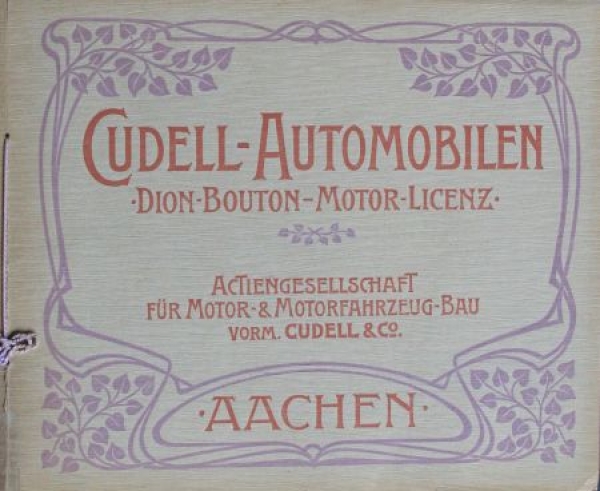 CUDELL-AUTOMOBILEN
·DION-BOUTON-MOTOR-LICENZ·
ACTIENGESELLSCHAFT
FÜR MOTOR-& MOTORFAHRZEUG-BAU
VORM. CUDELL & CO.
·AACHEN·